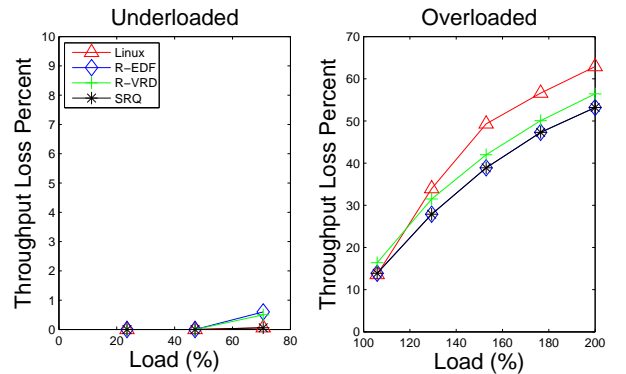 Underloaded
Throughput Loss Percent
10
9
8
7
6
5
4
3
2
1
0
Linux
R-EDF
R-VRD
SRQ
0 20 40 60 80
Load (%)
Overloaded
Throughput Loss Percent
70
60
50
40
30
20
10
0
100 120 140 160 180 200
Load (%)